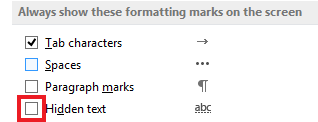 Always show these formatting marks on the screen
Tab characters →
Spaces •••
Paragraph marks ¶
Hidden text abc